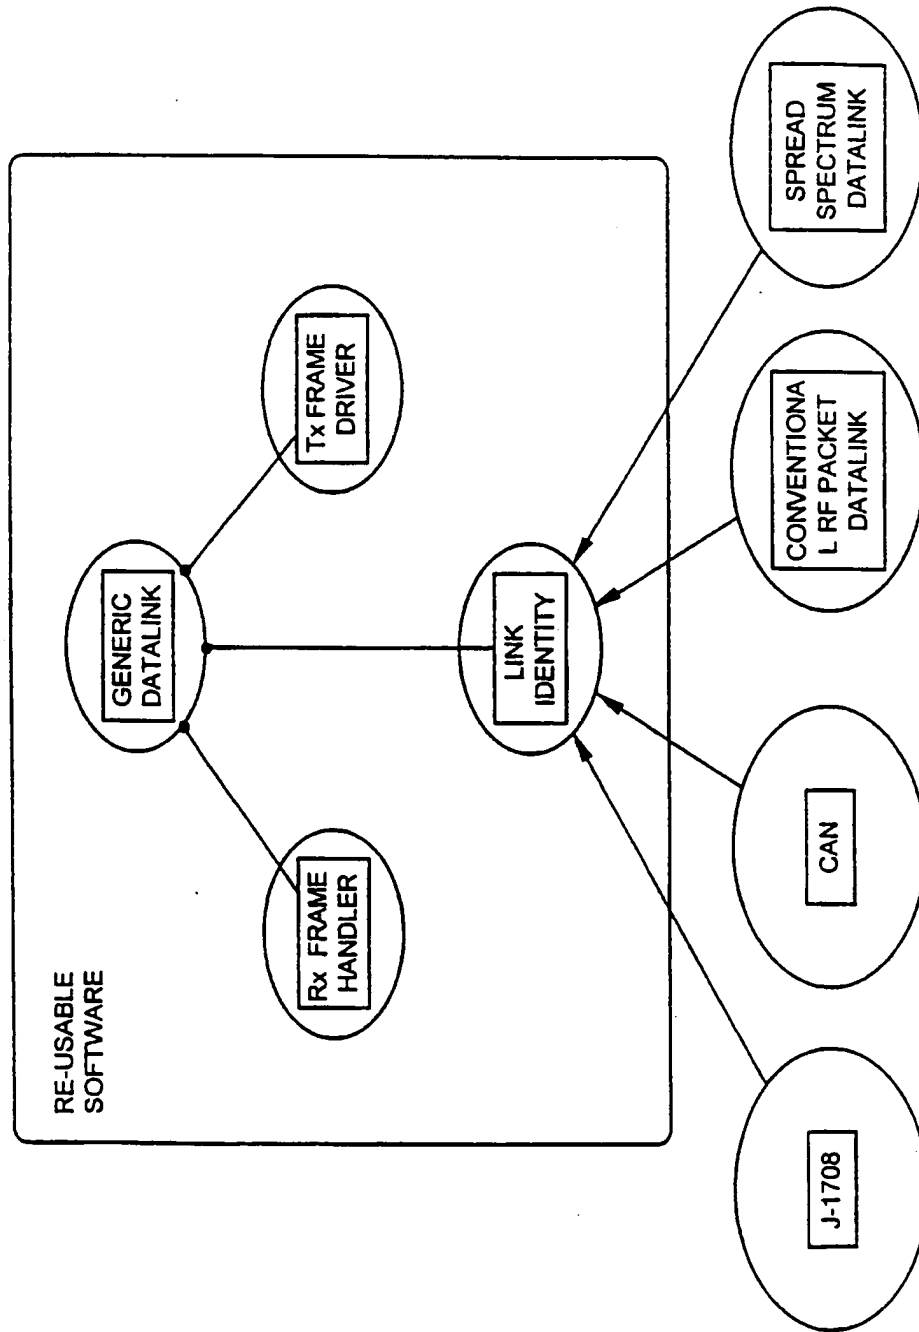 RE-USABLE
SOFTWARE
GENERIC
DATALINK
Rx FRAME
HANDLER
Tx FRAME
DRIVER
LINK
IDENTITY
J-1708
CAN
CONVENTIONA
L RF PACKET
DATALINK
SPREAD
SPECTRUM
DATALINK